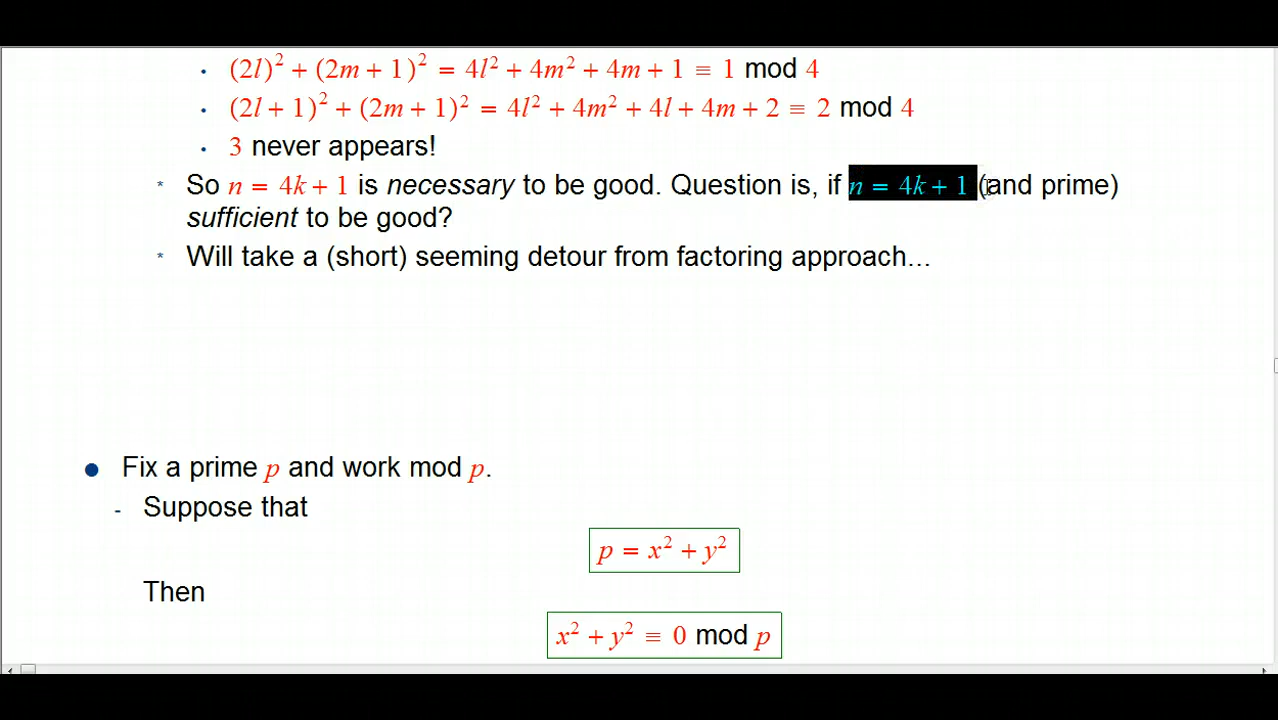 • (2l)² + (2m + 1)² = 4l² + 4m² + 4m + 1 ≡ 1 mod 4
• (2l + 1)² + (2m + 1)² = 4l² + 4m² + 4l + 4m + 2 ≡ 2 mod 4
• 3 never appears!
* So n = 4k + 1 is necessary to be good. Question is, if n = 4k + 1 (and prime)
sufficient to be good?
* Will take a (short) seeming detour from factoring approach...
● Fix a prime p and work mod p.
- Suppose that
p = x² + y²
Then
x² + y² ≡ 0 mod p